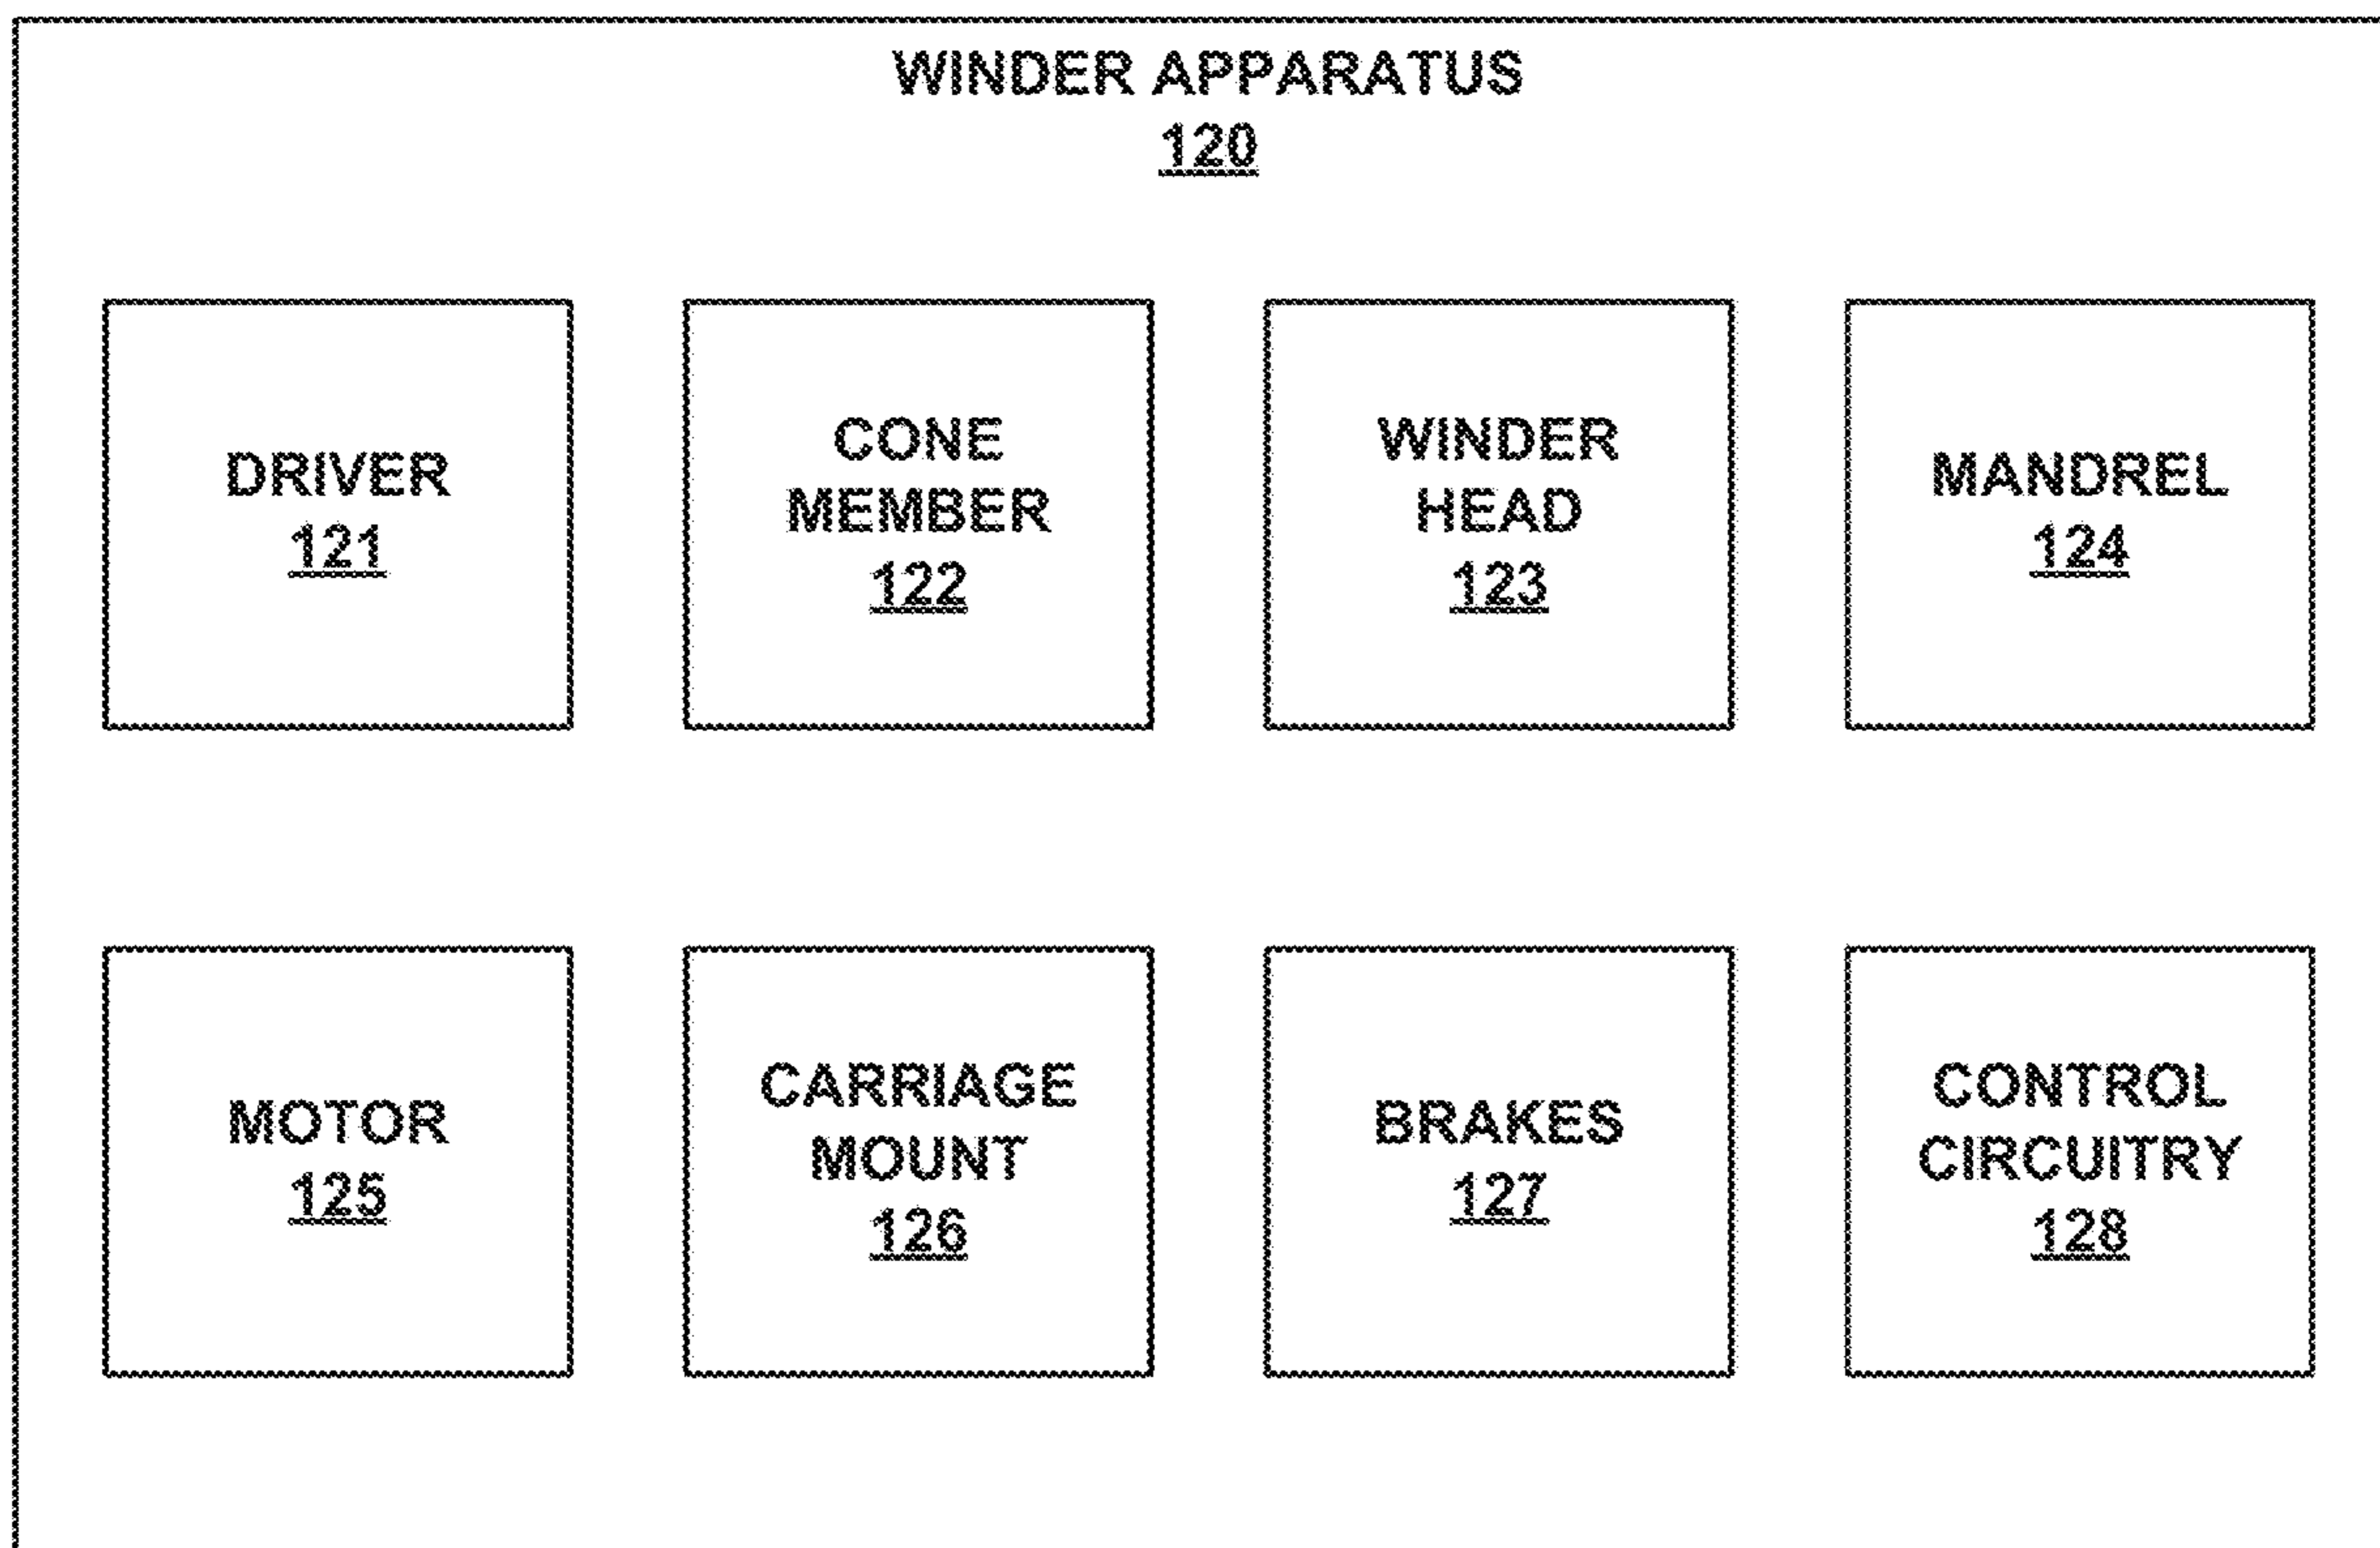 WINDER APPARATUS
120
DRIVER
121
CONE
MEMBER
122
WINDER
HEAD
123
MANDREL
124
MOTOR
125
CARRIAGE
MOUNT
126
BRAKES
127
CONTROL
CIRCUITRY
128